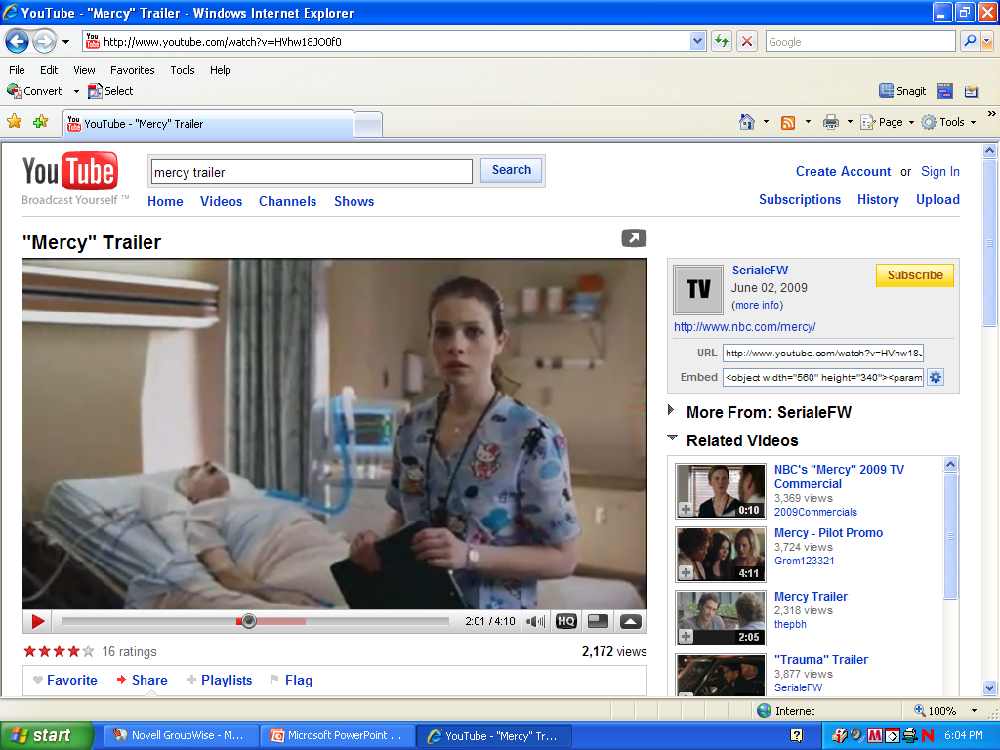 YouTube - "Mercy" Trailer - Windows Internet Explorer
http://www.youtube.com/watch?v=HVhw18JO0f0
Google
File Edit View Favorites Tools Help
Convert Select
Snagit
YouTube - "Mercy" Trailer
Page Tools
YouTube
Broadcast Yourself ™
mercy trailer
Search
Create Account or Sign In
Home Videos Channels Shows
Subscriptions History Upload
"Mercy" Trailer
TV
SerialeFW
June 02, 2009
(more info)
Subscribe
http://www.nbc.com/mercy/
URL http://www.youtube.com/watch?v=HVhw18J
Embed <object width="560" height="340"><param
More From: SerialeFW
Related Videos
NBC's "Mercy" 2009 TV
Commercial
3,369 views
2009Commercials
0:10
Mercy - Pilot Promo
3,724 views
Grom123321
4:11
Mercy Trailer
2,318 views
thepbh
2:05
"Trauma" Trailer
3,877 views
SerialeFW
2:01 / 4:10 HQ
16 ratings 2,172 views
Favorite Share Playlists Flag
Internet 100%
start Novell GroupWise - M... Microsoft PowerPoint ... YouTube - "Mercy" Tr... 6:04 PM